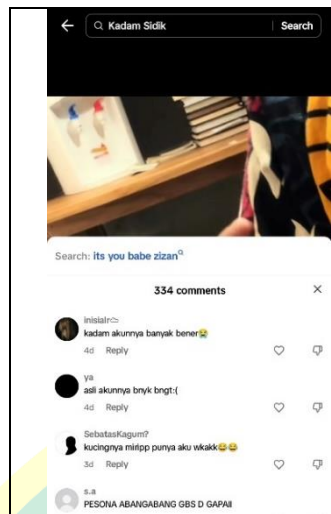 Kadam Sidik
Search
Search: its you babe zizan
334 comments
inisialr
kadam akunnya banyak bener😭
4d Reply
ya
asli akunnya bnyk bngt:(
4d Reply
SebatasKagum?
kucingnya miripp punya aku wkakk😂😂
3d Reply
s.a
PESONA ABANGABANG GBS D GAPAII